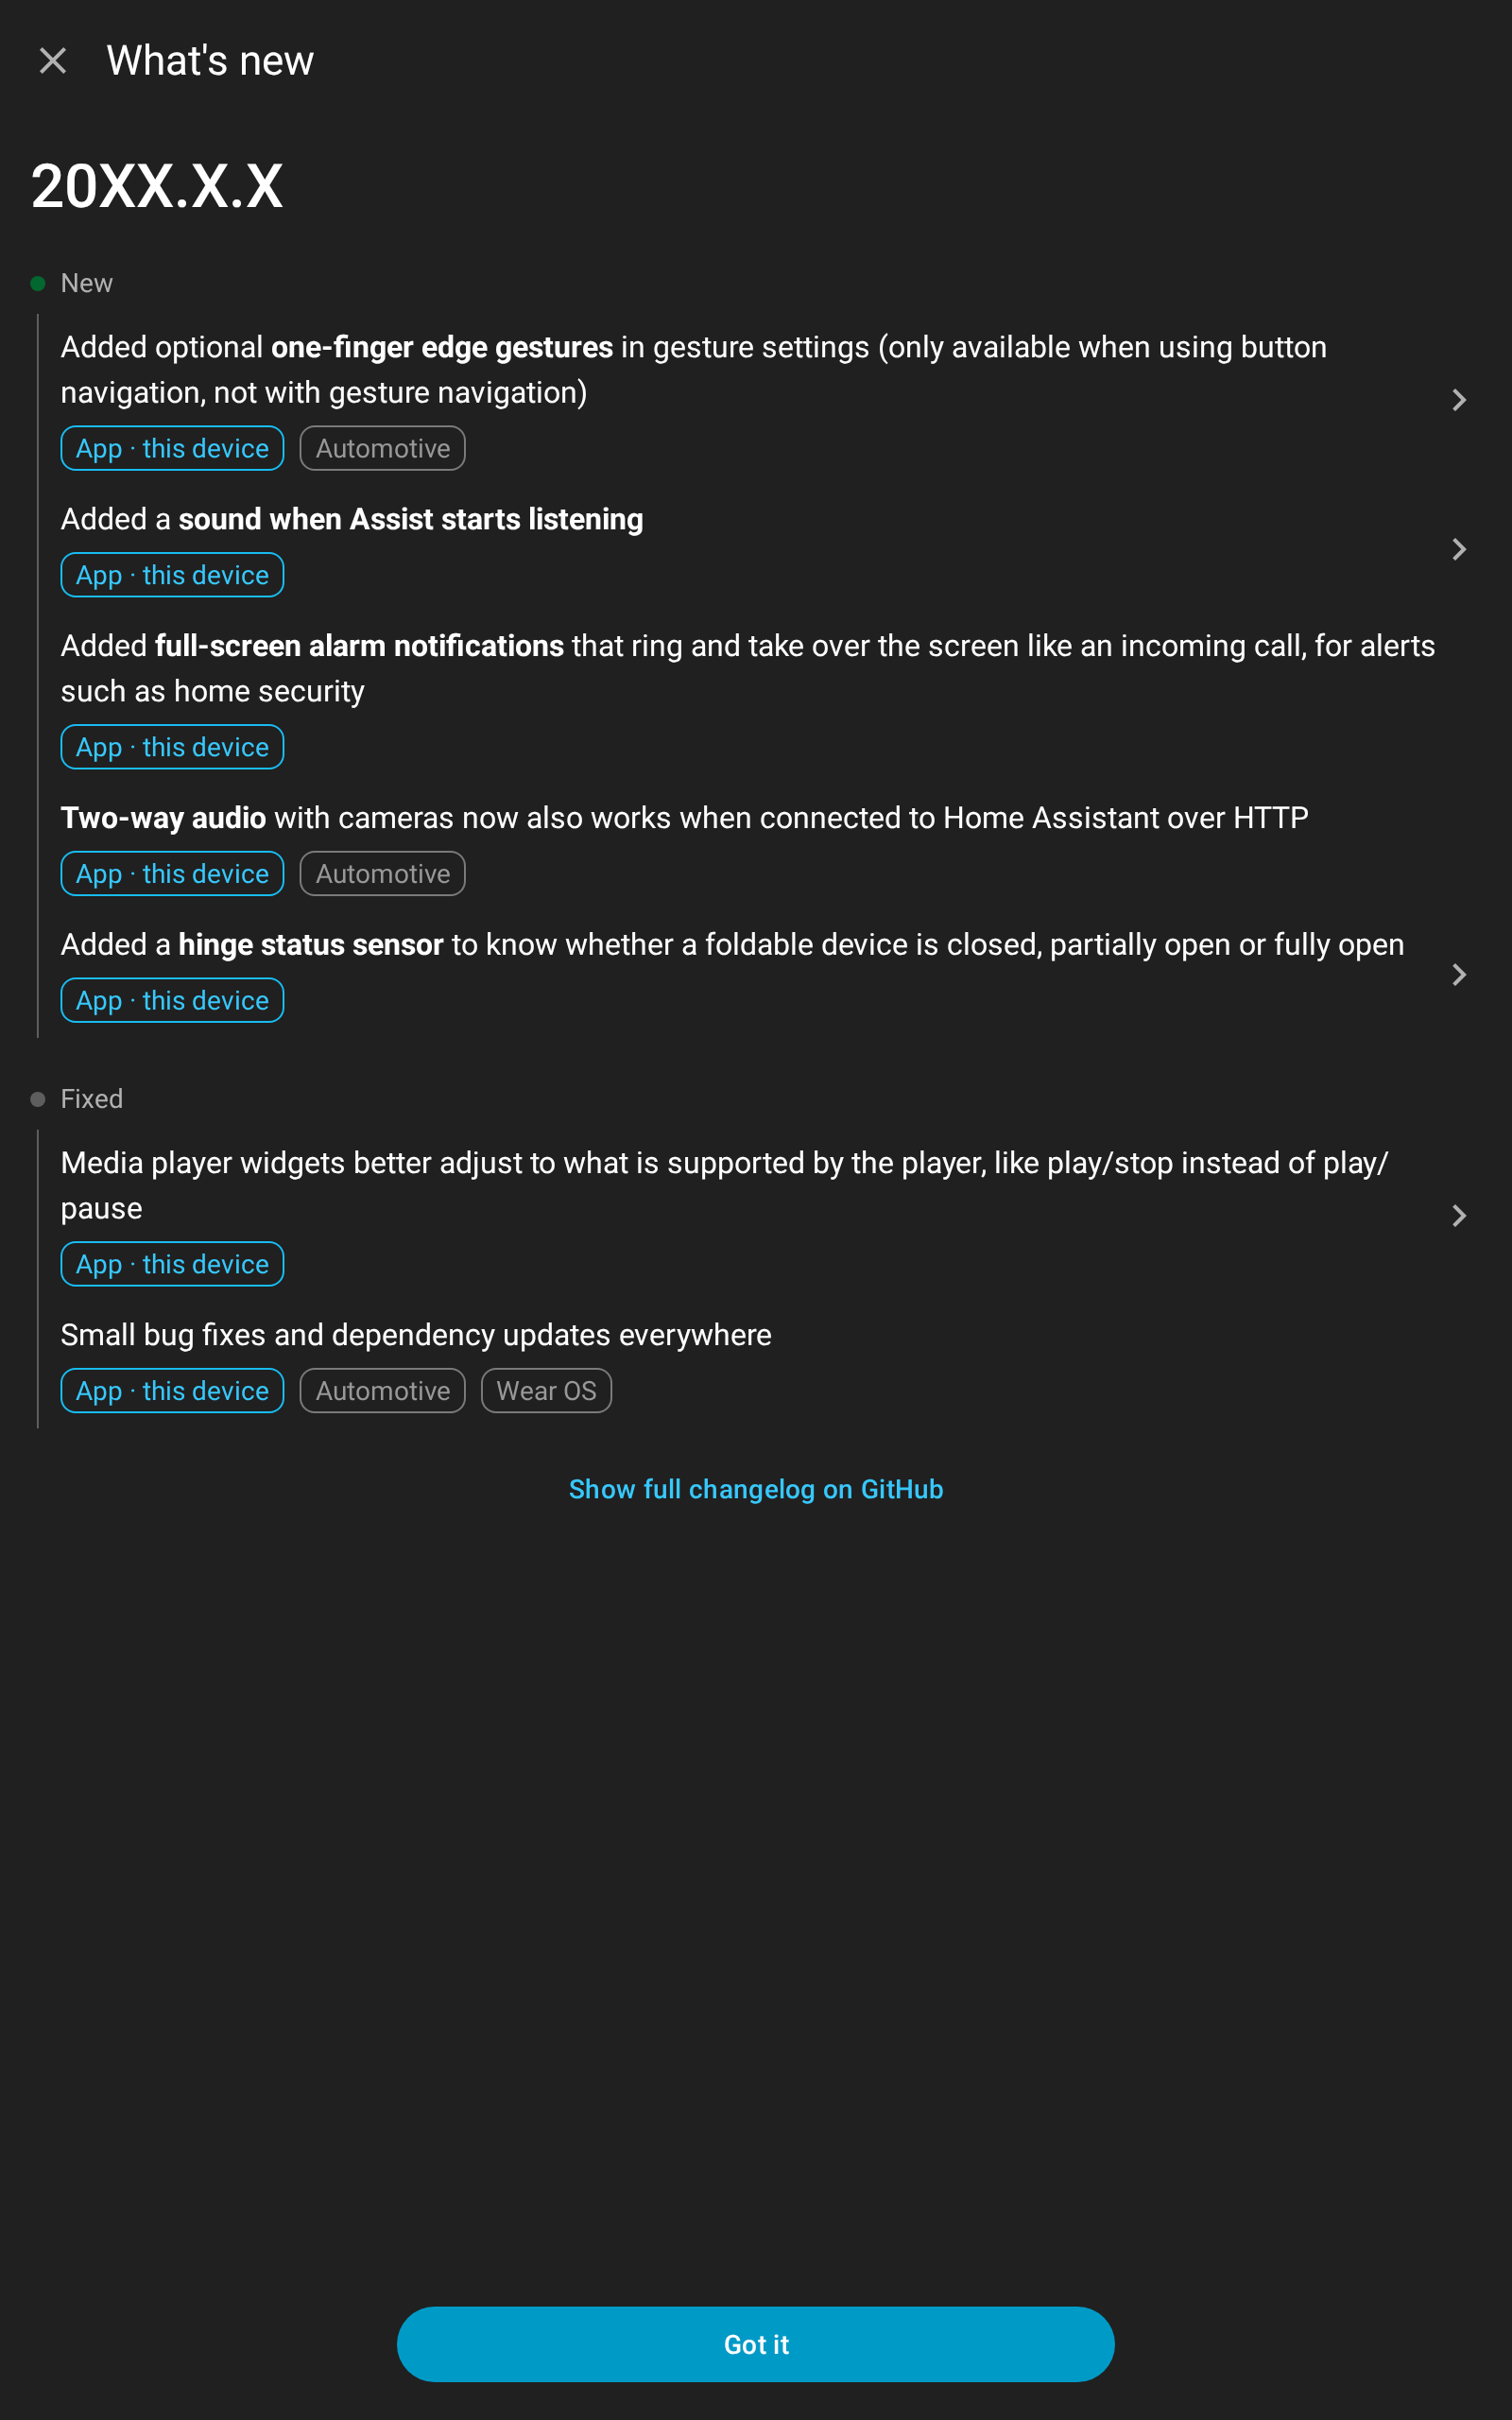 What's new
20XX.X.X
New
Added optional one-finger edge gestures in gesture settings (only available when using button
navigation, not with gesture navigation)
App · this device
Automotive
Added a sound when Assist starts listening
App · this device
Added full-screen alarm notifications that ring and take over the screen like an incoming call, for alerts
such as home security
App · this device
Two-way audio with cameras now also works when connected to Home Assistant over HTTP
App · this device
Automotive
Added a hinge status sensor to know whether a foldable device is closed, partially open or fully open
App · this device
Fixed
Media player widgets better adjust to what is supported by the player, like play/stop instead of play/
pause
App · this device
Small bug fixes and dependency updates everywhere
App · this device
Automotive
Wear OS
Show full changelog on GitHub
Got it